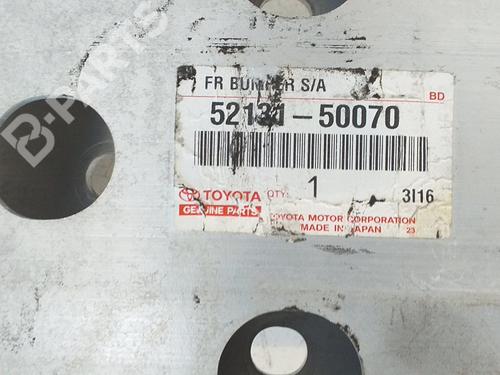 B-PARTS
FR BUMPER S/A
BD
52131-50070
TOYOTA
GENUINE PARTS
QTY.
1
3I16
TOYOTA MOTOR CORPORATION
MADE IN JAPAN 23